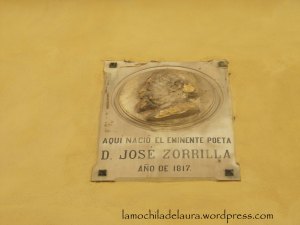 AQUI NACIÓ EL EMINENTE POETA
D. JOSÉ ZORRILLA
AÑO DE 1817.
lamochiladelaura.wordpress.com